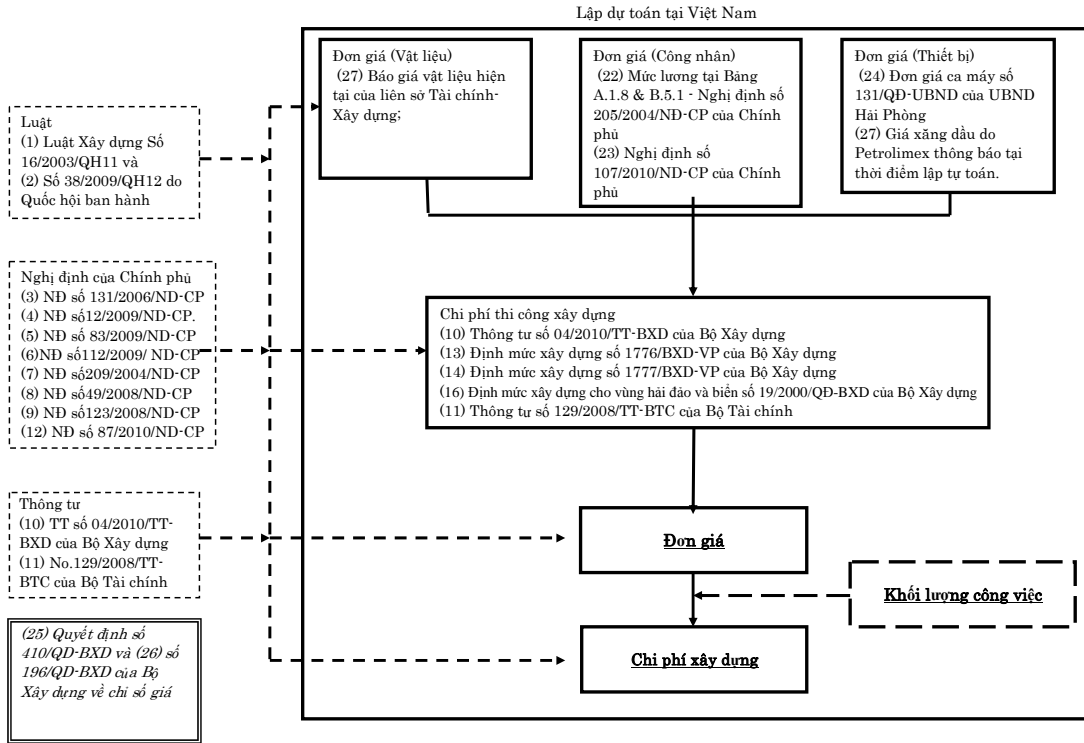 Lập dự toán tại Việt Nam
Đơn giá (Vật liệu)
(27) Báo giá vật liệu hiện
tại của liên sở Tài chính-
Xây dựng;
Đơn giá (Công nhân)
(22) Mức lương tại Bảng
A.1.8 & B.5.1 - Nghị định số
205/2004/NĐ-CP của Chính
phủ
(23) Nghị định số
107/2010/ND-CP của Chính
phủ
Đơn giá (Thiết bị)
(24) Đơn giá ca máy số
131/QĐ-UBND của UBND
Hải Phòng
(27) Giá xăng dầu do
Petrolimex thông báo tại
thời điểm lập tự toán.
Luật
(1) Luật Xây dựng Số
16/2003/QH11 và
(2) Số 38/2009/QH12 do
Quốc hội ban hành
Nghị định của Chính phủ
(3) NĐ số 131/2006/ND-CP
(4) NĐ số12/2009/ND-CP.
(5) NĐ số 83/2009/ND-CP
(6)NĐ số112/2009/ ND-CP
(7) NĐ số209/2004/ND-CP
(8) NĐ số49/2008/ND-CP
(9) NĐ số123/2008/ND-CP
(12) NĐ số 87/2010/ND-CP
Chi phí thi công xây dựng
(10) Thông tư số 04/2010/TT-BXD của Bộ Xây dựng
(13) Định mức xây dựng số 1776/BXD-VP của Bộ Xây dựng
(14) Định mức xây dựng số 1777/BXD-VP của Bộ Xây dựng
(16) Định mức xây dựng cho vùng hải đảo và biển số 19/2000/QĐ-BXD của Bộ Xây dựng
(11) Thông tư số 129/2008/TT-BTC của Bộ Tài chính
Thông tư
(10) TT số 04/2010/TT-
BXD của Bộ Xây dựng
(11) No.129/2008/TT-
BTC của Bộ Tài chính
Đơn giá
Khối lượng công việc
(25) Quyết định số
410/QD-BXD và (26) số
196/QD-BXD của Bộ
Xây dựng về chi số giá
Chi phí xây dựng